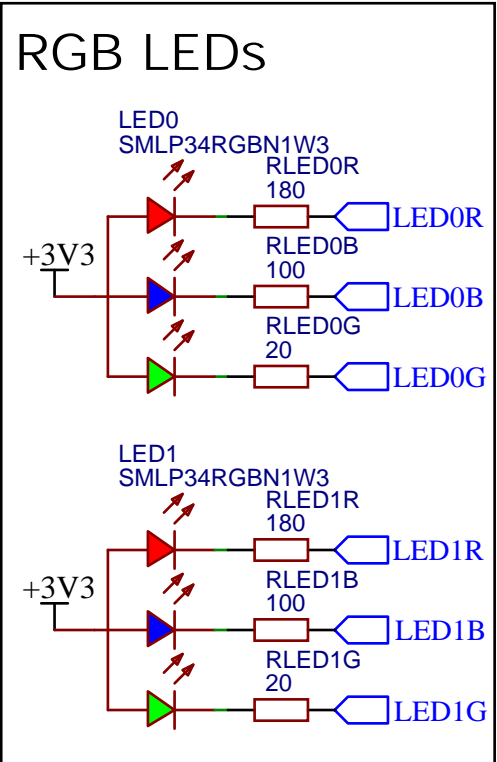 RGB LEDs
LED0
SMLP34RGBN1W3
RLED0R
180
LED0R
+3V3
RLED0B
100
LED0B
RLED0G
20
LED0G
LED1
SMLP34RGBN1W3
RLED1R
180
LED1R
+3V3
RLED1B
100
LED1B
RLED1G
20
LED1G